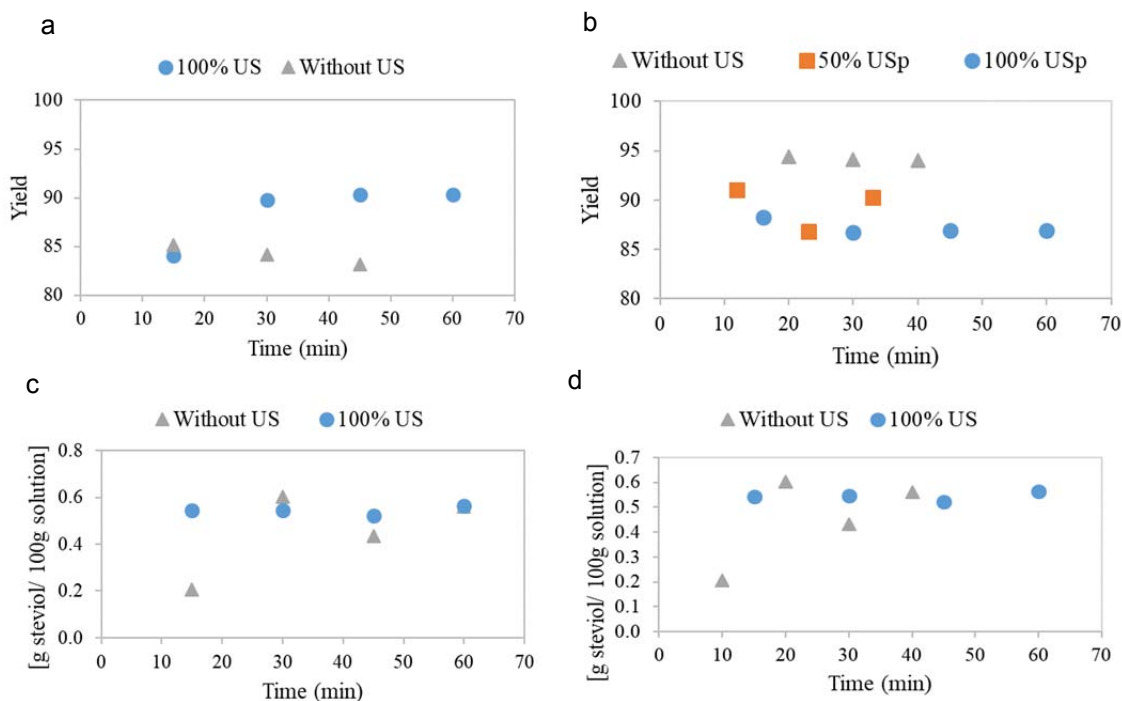 a
100% US Without US
100
95
90
85
80
Yield
0 10 20 30 40 50 60 70
Time (min)
b
Without US 50% USp 100% USp
100
95
90
85
80
Yield
0 10 20 30 40 50 60 70
Time (min)
c
Without US 100% US
0.8
0.6
0.4
0.2
0.0
[g steviol/ 100g solution]
0 10 20 30 40 50 60 70
Time (min)
d
Without US 100% US
0.7
0.6
0.5
0.4
0.3
0.2
0.1
0.0
[g steviol/ 100g solution]
0 10 20 30 40 50 60 70
Time (min)